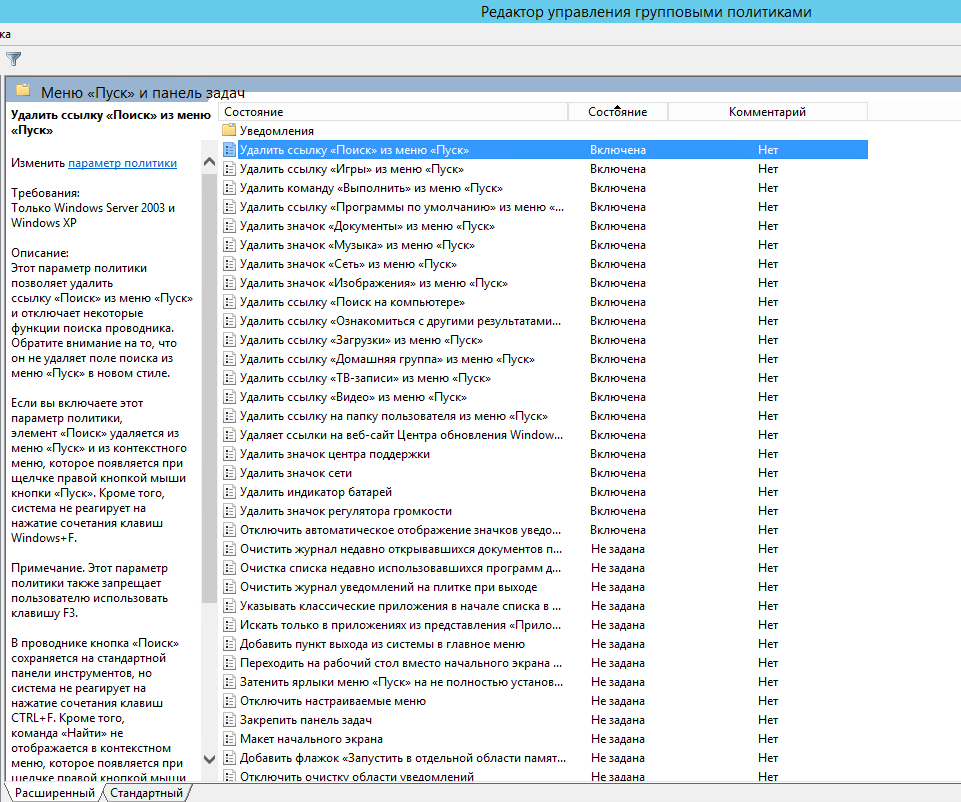 Редактор управления групповыми политиками
ка
Меню «Пуск» и панель задач
Удалить ссылку «Поиск» из меню
«Пуск»
Изменить параметр политики
Требования:
Только Windows Server 2003 и
Windows XP
Описание:
Этот параметр политики
позволяет удалить
ссылку «Поиск» из меню «Пуск»
и отключает некоторые
функции поиска проводника.
Обратите внимание на то, что
он не удаляет поле поиска из
меню «Пуск» в новом стиле.
Если вы включаете этот
параметр политики,
элемент «Поиск» удаляется из
меню «Пуск» и из контекстного
меню, которое появляется при
щелчке правой кнопкой мыши
кнопки «Пуск». Кроме того,
система не реагирует на
нажатие сочетания клавиш
Windows+F.
Примечание. Этот параметр
политики также запрещает
пользователю использовать
клавишу F3.
В проводнике кнопка «Поиск»
сохраняется на стандартной
панели инструментов, но
система не реагирует на
нажатие сочетания клавиш
CTRL+F. Кроме того,
команда «Найти» не
отображается в контекстном
меню, которое появляется при
щелчке правой кнопкой мыши
Состояние Состояние Комментарий
Уведомления
Удалить ссылку «Поиск» из меню «Пуск» Включена Нет
Удалить ссылку «Игры» из меню «Пуск» Включена Нет
Удалить команду «Выполнить» из меню «Пуск» Включена Нет
Удалить ссылку «Программы по умолчанию» из меню «... Включена Нет
Удалить значок «Документы» из меню «Пуск» Включена Нет
Удалить значок «Музыка» из меню «Пуск» Включена Нет
Удалить значок «Сеть» из меню «Пуск» Включена Нет
Удалить значок «Изображения» из меню «Пуск» Включена Нет
Удалить ссылку «Поиск на компьютере» Включена Нет
Удалить ссылку «Ознакомиться с другими результатами... Включена Нет
Удалить ссылку «Загрузки» из меню «Пуск» Включена Нет
Удалить ссылку «Домашняя группа» из меню «Пуск» Включена Нет
Удалить ссылку «ТВ-записи» из меню «Пуск» Включена Нет
Удалить ссылку «Видео» из меню «Пуск» Включена Нет
Удалить ссылку на папку пользователя из меню «Пуск» Включена Нет
Удаляет ссылки на веб-сайт Центра обновления Window... Включена Нет
Удалить значок центра поддержки Включена Нет
Удалить значок сети Включена Нет
Удалить индикатор батарей Включена Нет
Удалить значок регулятора громкости Включена Нет
Отключить автоматическое отображение значков уведо... Включена Нет
Очистить журнал недавно открывавшихся документов п... Не задана Нет
Очистка списка недавно использовавшихся программ д... Не задана Нет
Очистить журнал уведомлений на плитке при выходе Не задана Нет
Указывать классические приложения в начале списка в ... Не задана Нет
Искать только в приложениях из представления «Прило... Не задана Нет
Добавить пункт выхода из системы в главное меню Не задана Нет
Переходить на рабочий стол вместо начального экрана ... Не задана Нет
Затенить ярлыки меню «Пуск» на не полностью установ... Не задана Нет
Отключить настраиваемые меню Не задана Нет
Закрепить панель задач Не задана Нет
Макет начального экрана Не задана Нет
Добавить флажок «Запустить в отдельной области памят... Не задана Нет
Отключить очистку области уведомлений Не задана Нет
Расширенный Стандартный